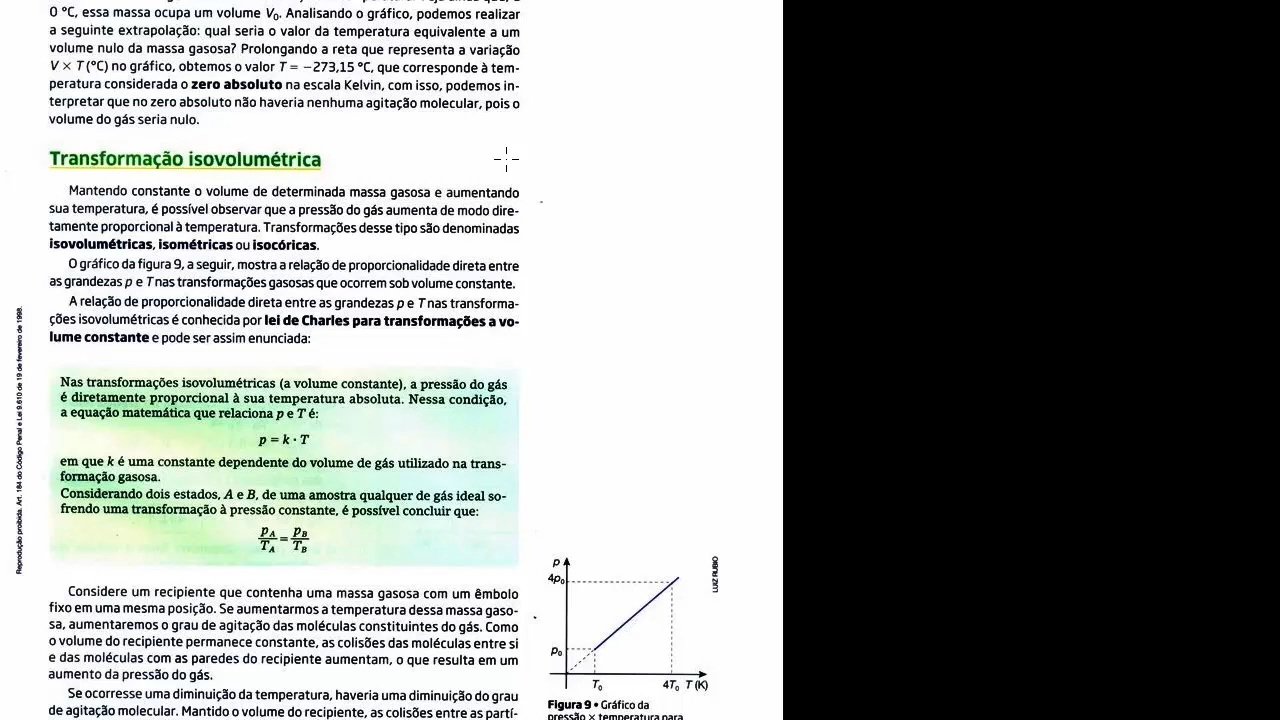 0 °C, essa massa ocupa um volume V₀. Analisando o gráfico, podemos realizar
a seguinte extrapolação: qual seria o valor da temperatura equivalente a um
volume nulo da massa gasosa? Prolongando a reta que representa a variação
V × T (°C) no gráfico, obtemos o valor T = −273,15 °C, que corresponde à tem-
peratura considerada o zero absoluto na escala Kelvin, com isso, podemos in-
terpretar que no zero absoluto não haveria nenhuma agitação molecular, pois o
volume do gás seria nulo.
Transformação isovolumétrica
Mantendo constante o volume de determinada massa gasosa e aumentando
sua temperatura, é possível observar que a pressão do gás aumenta de modo dire-
tamente proporcional à temperatura. Transformações desse tipo são denominadas
isovolumétricas, isométricas ou isocóricas.
O gráfico da figura 9, a seguir, mostra a relação de proporcionalidade direta entre
as grandezas p e T nas transformações gasosas que ocorrem sob volume constante.
A relação de proporcionalidade direta entre as grandezas p e T nas transforma-
ções isovolumétricas é conhecida por lei de Charles para transformações a vo-
lume constante e pode ser assim enunciada:
Nas transformações isovolumétricas (a volume constante), a pressão do gás
é diretamente proporcional à sua temperatura absoluta. Nessa condição,
a equação matemática que relaciona p e T é:
p = k · T
em que k é uma constante dependente do volume de gás utilizado na trans-
formação gasosa.
Considerando dois estados, A e B, de uma amostra qualquer de gás ideal so-
frendo uma transformação à pressão constante, é possível concluir que:
p_A/T_A = p_B/T_B
Considere um recipiente que contenha uma massa gasosa com um êmbolo
fixo em uma mesma posição. Se aumentarmos a temperatura dessa massa gaso-
sa, aumentaremos o grau de agitação das moléculas constituintes do gás. Como
o volume do recipiente permanece constante, as colisões das moléculas entre si
e das moléculas com as paredes do recipiente aumentam, o que resulta em um
aumento da pressão do gás.
Se ocorresse uma diminuição da temperatura, haveria uma diminuição do grau
de agitação molecular. Mantido o volume do recipiente, as colisões entre as partí-
Reprodução proibida. Art. 184 do Código Penal e Lei 9.610 de 19 de fevereiro de 1998.
p
4p₀
p₀
T₀
4T₀ T (K)
LUIZ RUBIO
Figura 9 • Gráfico da
pressão × temperatura para